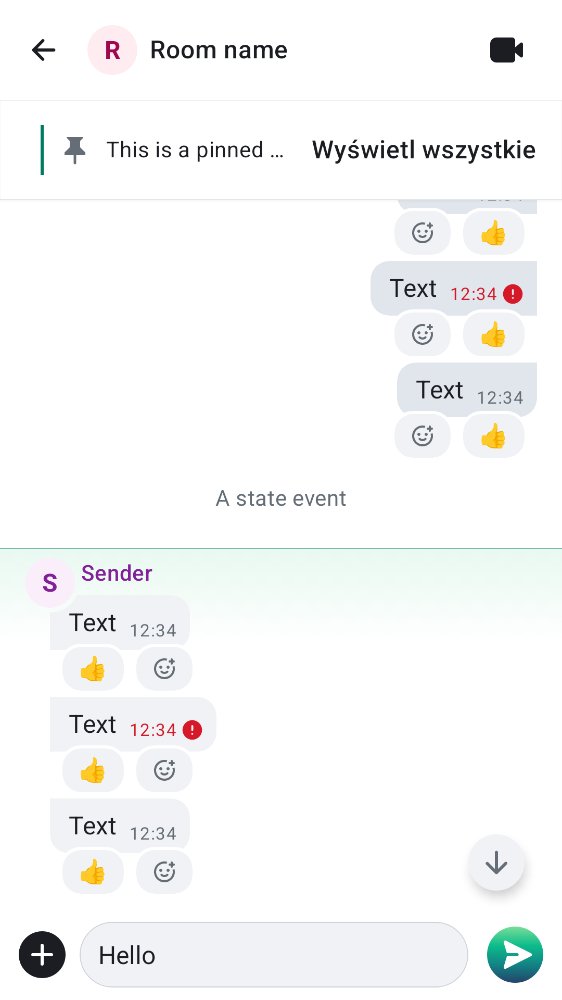 R Room name
This is a pinned … Wyświetl wszystkie
Text 12:34
Text 12:34
A state event
S Sender
Text 12:34
Text 12:34
Text 12:34
Hello